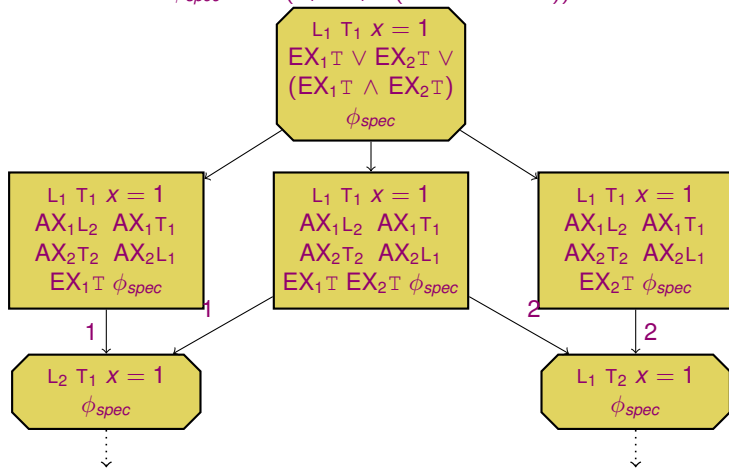 ϕspec
L₁ T₁ x = 1
EX₁T ∨ EX₂T ∨
(EX₁T ∧ EX₂T)
ϕspec
L₁ T₁ x = 1
AX₁L₂ AX₁T₁
AX₂T₂ AX₂L₁
EX₁T ϕspec
L₁ T₁ x = 1
AX₁L₂ AX₁T₁
AX₂T₂ AX₂L₁
EX₁T EX₂T ϕspec
L₁ T₁ x = 1
AX₁L₂ AX₁T₁
AX₂T₂ AX₂L₁
EX₂T ϕspec
1
1
2
2
L₂ T₁ x = 1
ϕspec
L₁ T₂ x = 1
ϕspec